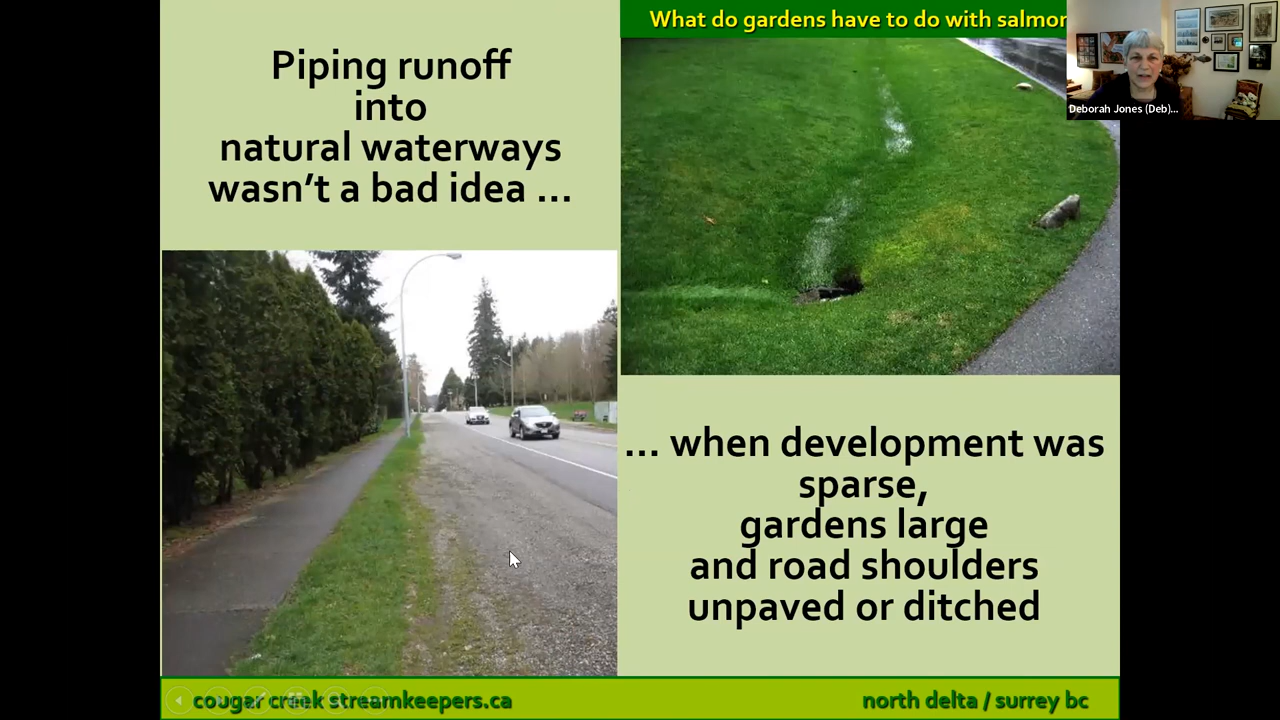 What do gardens have to do with salmon
Deborah Jones (Deb)...
Piping runoff
into
natural waterways
wasn’t a bad idea ...
... when development was
sparse,
gardens large
and road shoulders
unpaved or ditched
cougar creek streamkeepers.ca
north delta / surrey bc